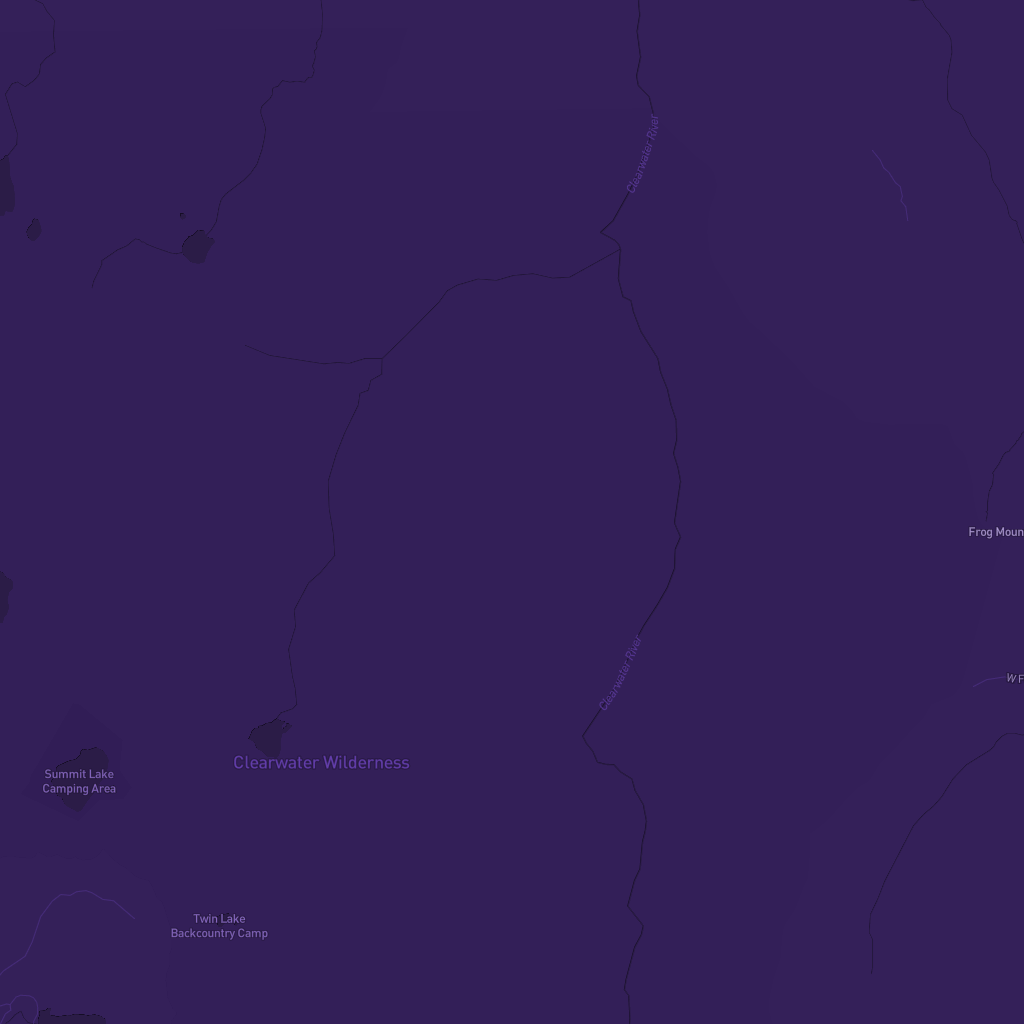 Clearwater River
Frog Moun
Clearwater River
W F
Clearwater Wilderness
Summit Lake
Camping Area
Twin Lake
Backcountry Camp